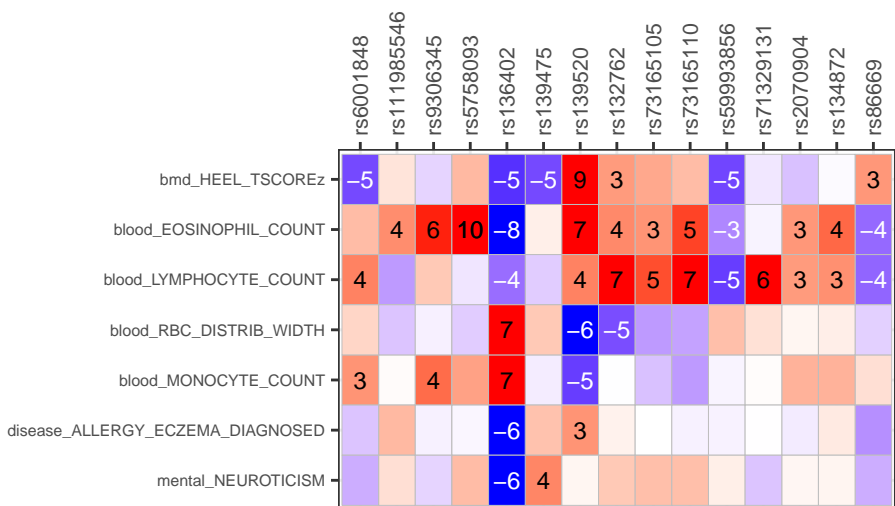 rs6001848 rs111985546 rs9306345 rs5758093 rs136402 rs139475 rs139520 rs132762 rs73165105 rs73165110 rs59993856 rs71329131 rs2070904 rs134872 rs86669
bmd_HEEL_TSCOREz −5 −5 −5 9 3 −5 3
blood_EOSINOPHIL_COUNT 4 6 10 −8 7 4 3 5 −3 3 4 −4
blood_LYMPHOCYTE_COUNT 4 −4 4 7 5 7 −5 6 3 3 −4
blood_RBC_DISTRIB_WIDTH 7 −6 −5
blood_MONOCYTE_COUNT 3 4 7 −5
disease_ALLERGY_ECZEMA_DIAGNOSED −6 3
mental_NEUROTICISM −6 4